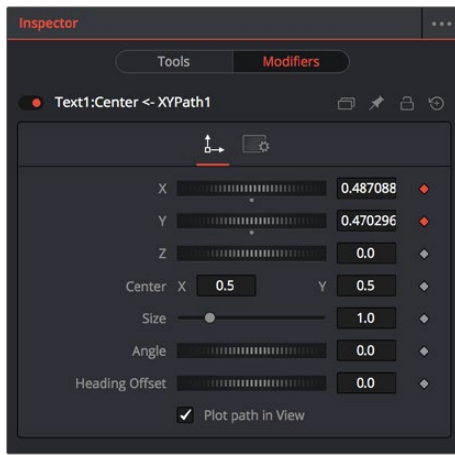 Inspector
Tools Modifiers
Text1:Center <- XYPath1
X 0.487088
Y 0.470296
Z 0.0
Center X 0.5 Y 0.5
Size 1.0
Angle 0.0
Heading Offset 0.0
Plot path in View